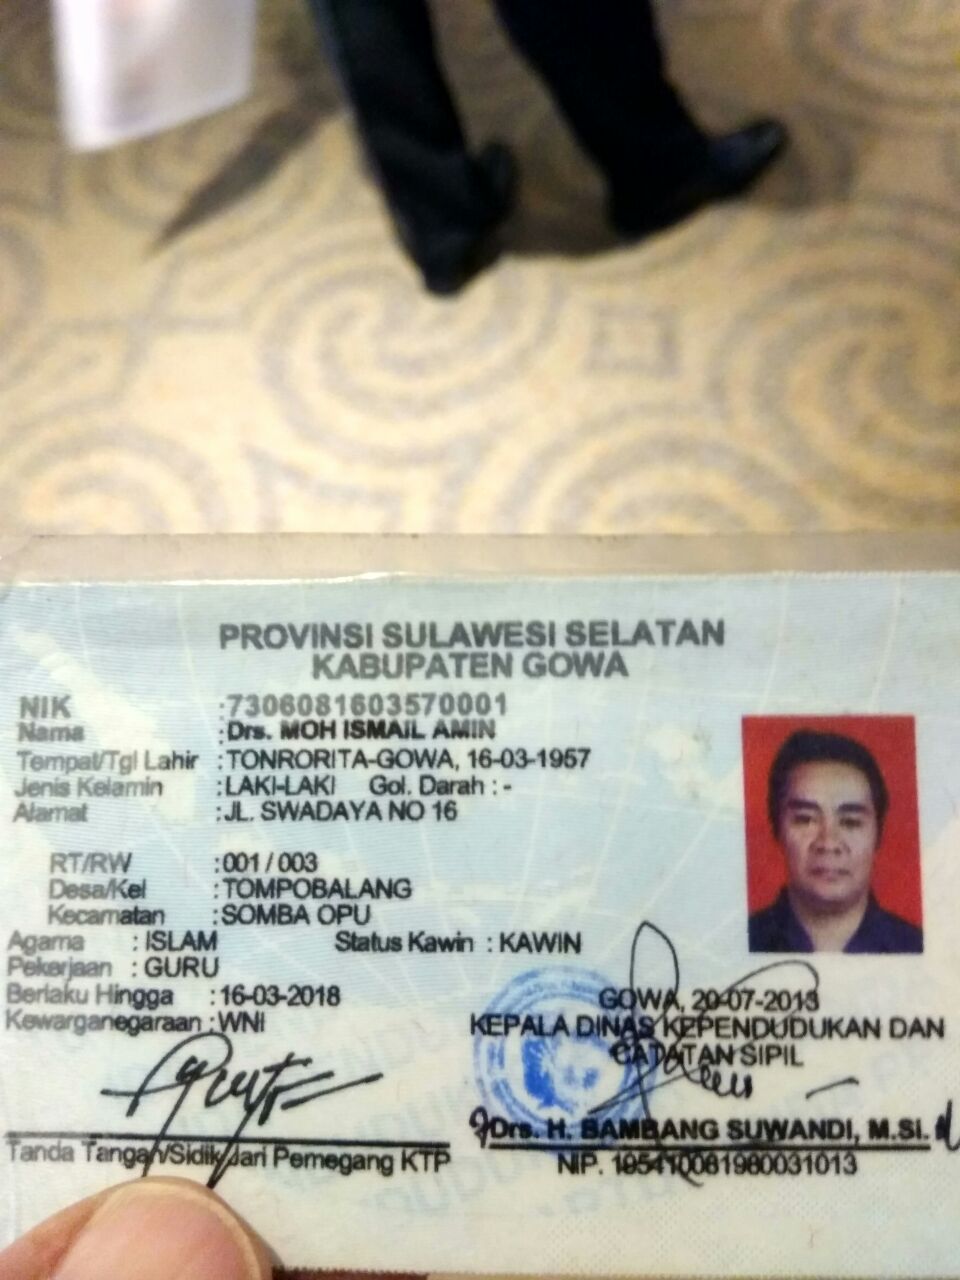 PROVINSI SULAWESI SELATAN
KABUPATEN GOWA
NIK :7306081603570001
Nama :Drs. MOH ISMAIL AMIN
Tempat/Tgl Lahir :TONRORITA-GOWA, 16-03-1957
Jenis Kelamin :LAKI-LAKI Gol. Darah : -
Alamat :JL. SWADAYA NO 16
RT/RW :001 / 003
Desa/Kel :TOMPOBALANG
Kecamatan :SOMBA OPU
Agama : ISLAM Status Kawin : KAWIN
Pekerjaan : GURU
Berlaku Hingga :16-03-2018
Kewarganegaraan :WNI
GOWA, 20-07-2013
KEPALA DINAS KEPENDUDUKAN DAN
CATATAN SIPIL
Drs. H. BAMBANG SUWANDI, M.SI.
NIP. 195410081980031013
Tanda Tangan/Sidik Jari Pemegang KTP